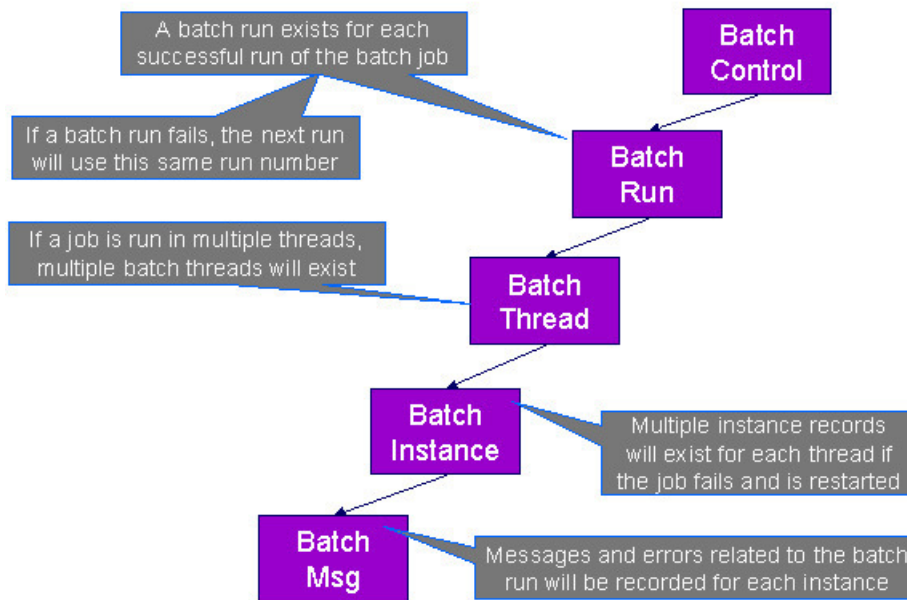 A batch run exists for each
successful run of the batch job
Batch
Control
If a batch run fails, the next run
will use this same run number
Batch
Run
If a job is run in multiple threads,
multiple batch threads will exist
Batch
Thread
Batch
Instance
Multiple instance records
will exist for each thread if
the job fails and is restarted
Batch
Msg
Messages and errors related to the batch
run will be recorded for each instance